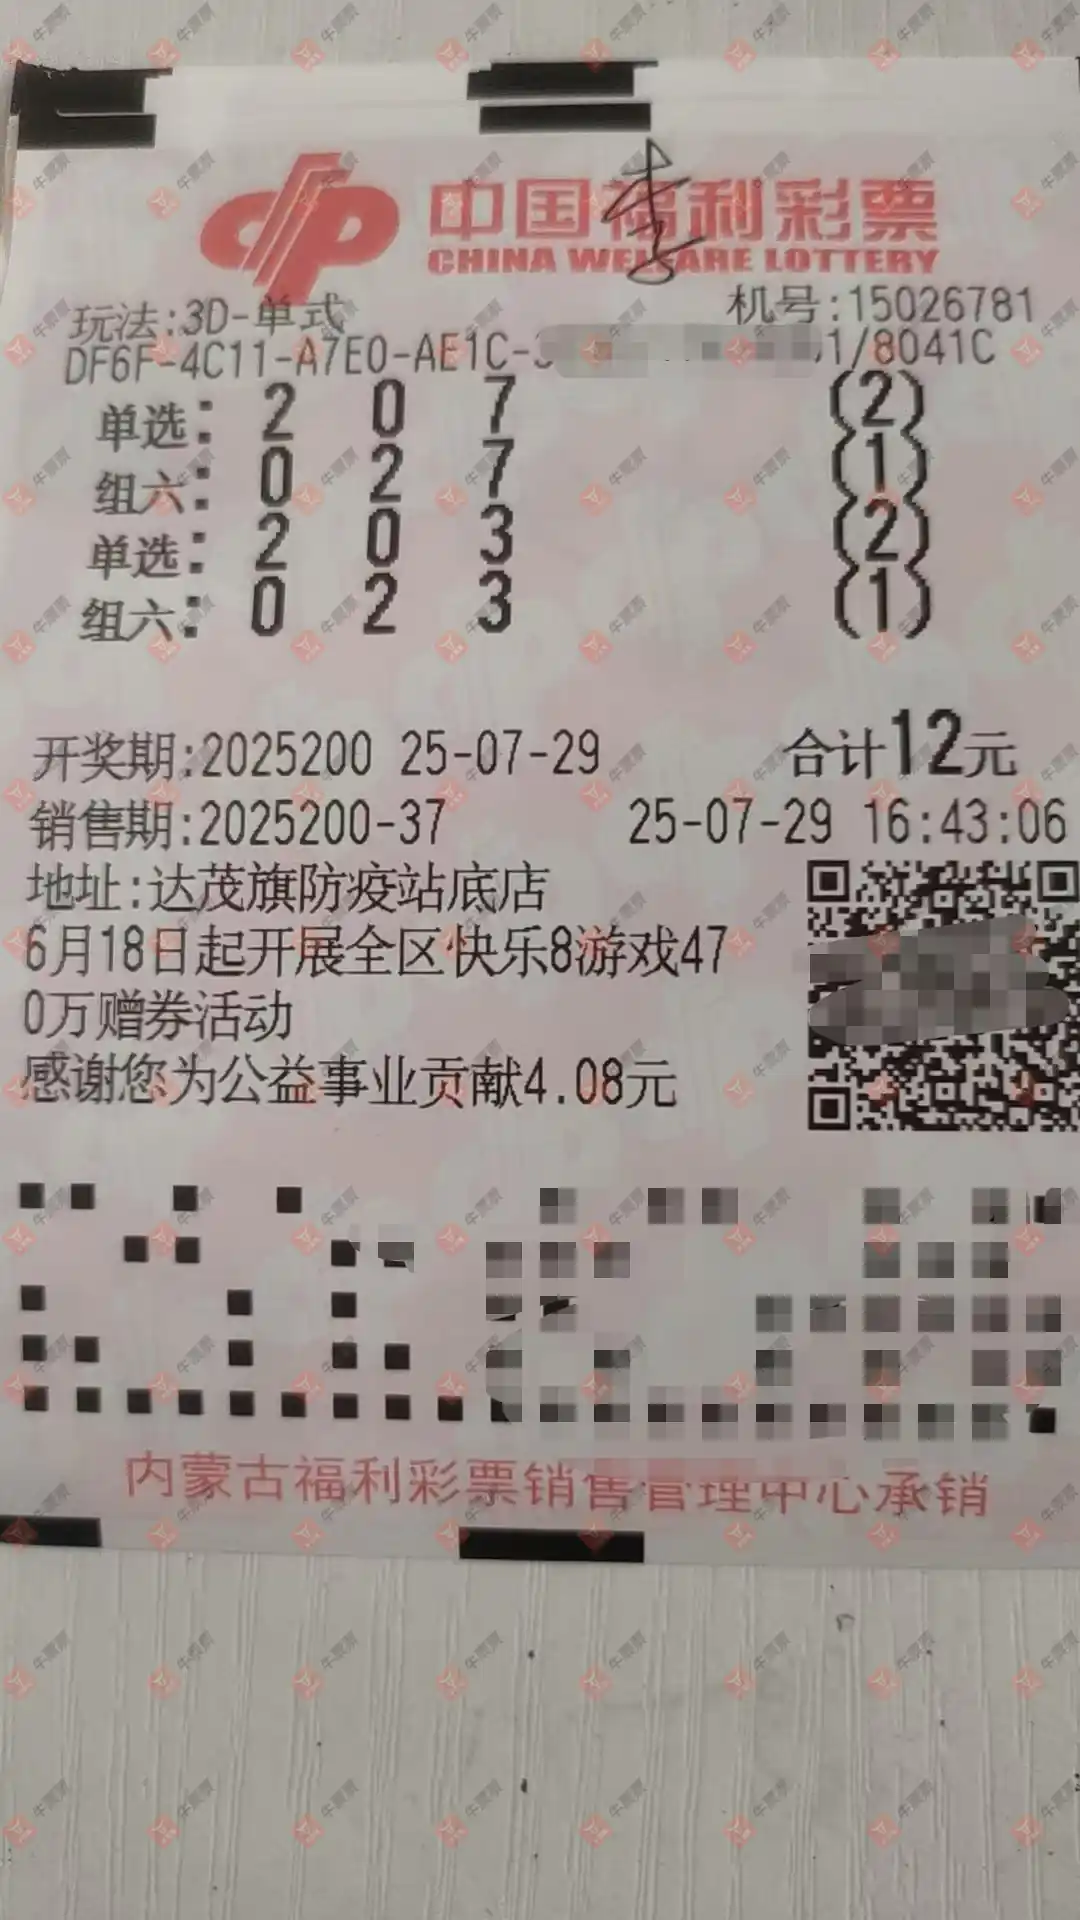 中国福利彩票
CHINA WELFARE LOTTERY
李
玩法:3D-单式 机号:15026781
DF6F-4C11-A7E0-AE1C- 1/8041C
单选: 2 0 7 (2)
组六: 0 2 7 (1)
单选: 2 0 3 (2)
组六: 0 2 3 (1)
开奖期:2025200 25-07-29 合计12元
销售期:2025200-37 25-07-29 16:43:06
地址:达茂旗防疫站底店
6月18日起开展全区快乐8游戏47
0万赠券活动
感谢您为公益事业贡献4.08元
内蒙古福利彩票销售管理中心承销
牛票票